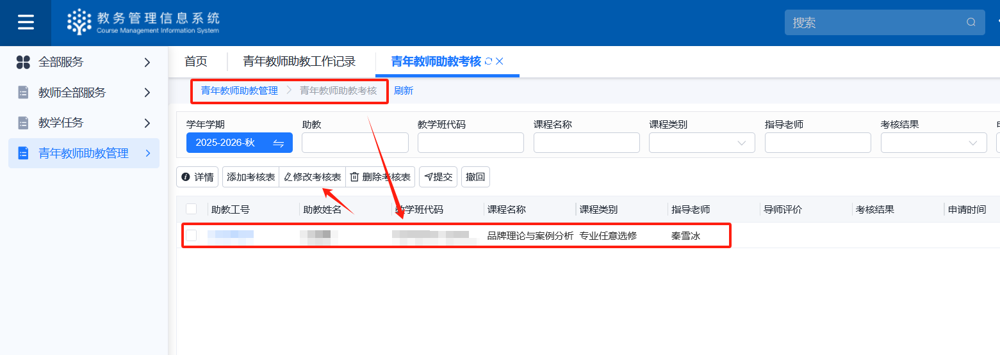 教务管理信息系统
Course Management Information System
搜索
全部服务
教师全部服务
教学任务
青年教师助教管理
首页 青年教师助教工作记录 青年教师助教考核
青年教师助教管理 青年教师助教考核 刷新
学年学期 助教 教学班代码 课程名称 课程类别 指导老师 考核结果
2025-2026-秋
详情 添加考核表 修改考核表 删除考核表 提交 撤回
助教工号 助教姓名 教学班代码 课程名称 课程类别 指导老师 导师评价 考核结果 申请时间
品牌理论与案例分析 专业任意选修 秦雪冰